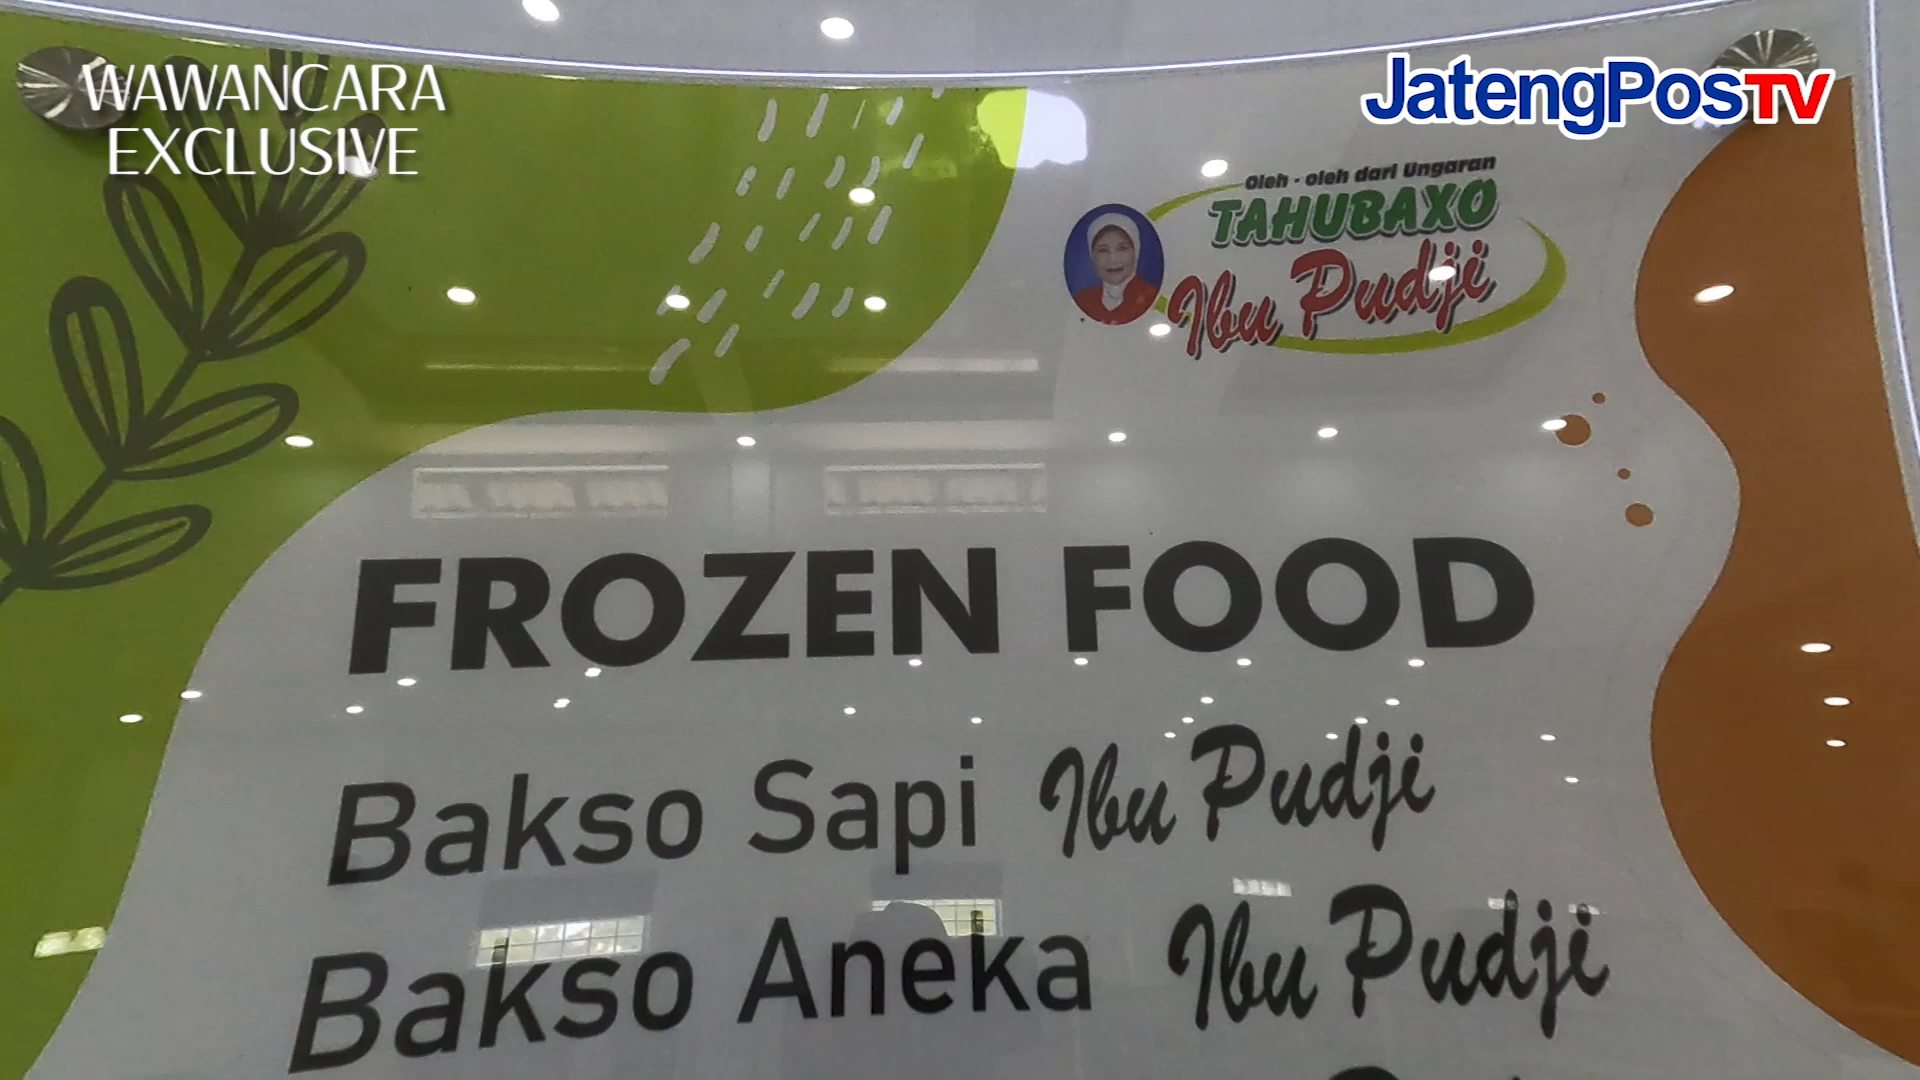 WAWANCARA
EXCLUSIVE
JatengPosTV
Oleh - oleh dari Ungaran
TAHUBAXO
Ibu Pudji
FROZEN FOOD
Bakso Sapi Ibu Pudji
Bakso Aneka Ibu Pudji